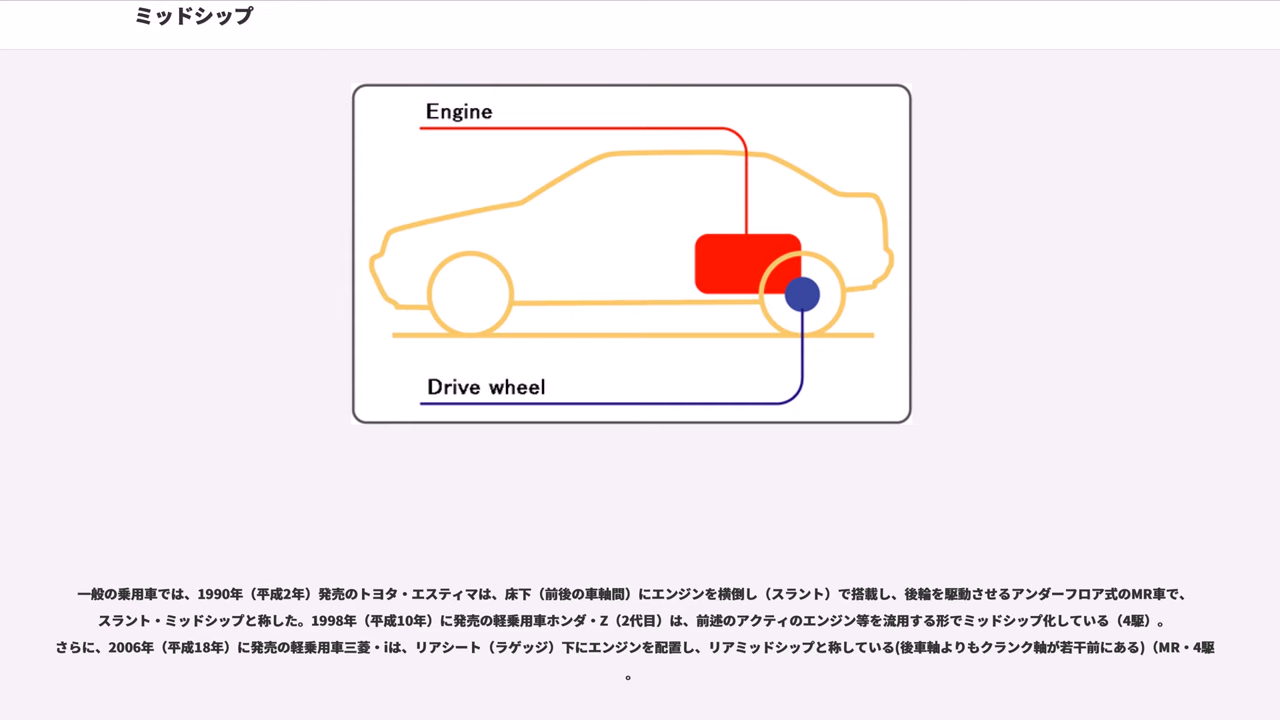 ミッドシップ
Engine
Drive wheel
一般の乗用車では、1990年（平成2年）発売のトヨタ・エスティマは、床下（前後の車軸間）にエンジンを横倒し（スラント）で搭載し、後輪を駆動させるアンダーフロア式のMR車で、
スラント・ミッドシップと称した。1998年（平成10年）に発売の軽乗用車ホンダ・Z（2代目）は、前述のアクティのエンジン等を流用する形でミッドシップ化している（4駆）。
さらに、2006年（平成18年）に発売の軽乗用車三菱・iは、リアシート（ラゲッジ）下にエンジンを配置し、リアミッドシップと称している(後車軸よりもクランク軸が若干前にある)（MR・4駆
。